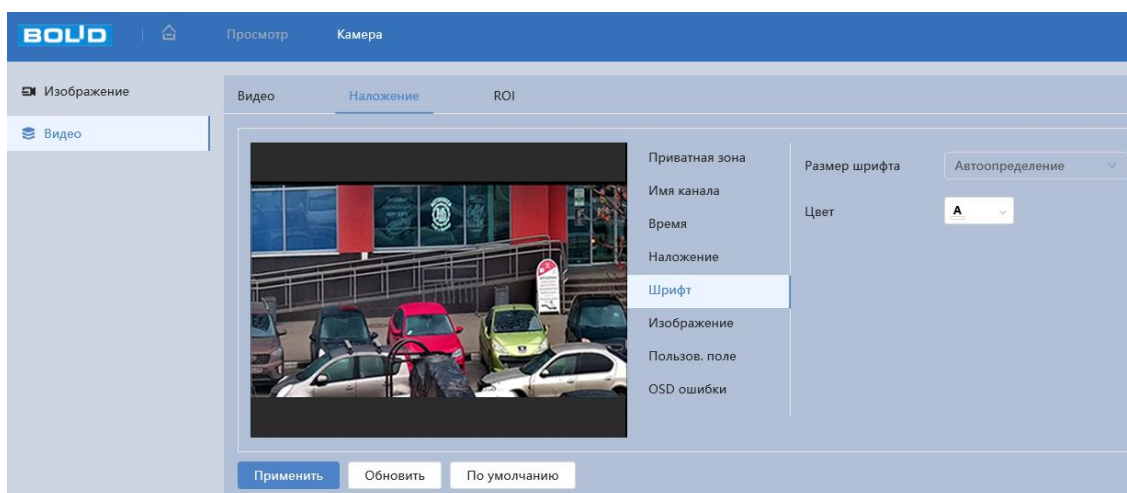 BOLID
Просмотр
Камера
Изображение
Видео
Видео
Наложение
ROI
Приватная зона
Имя канала
Время
Наложение
Шрифт
Изображение
Пользов. поле
OSD ошибки
Размер шрифта
Автоопределение
Цвет
A
Применить
Обновить
По умолчанию